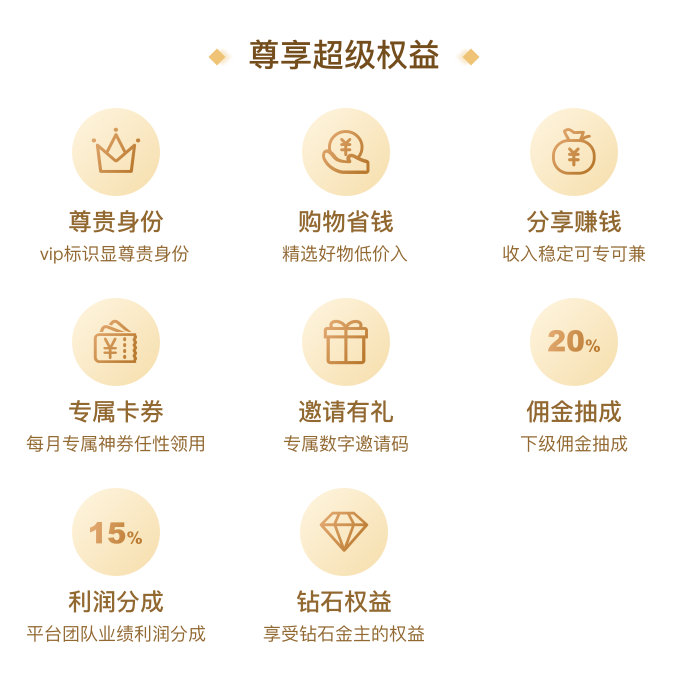 尊享超级权益
尊贵身份
vip标识显尊贵身份
购物省钱
精选好物低价入
分享赚钱
收入稳定可专可兼
专属卡券
每月专属神券任性领用
邀请有礼
专属数字邀请码
20%
佣金抽成
下级佣金抽成
15%
利润分成
平台团队业绩利润分成
钻石权益
享受钻石金主的权益